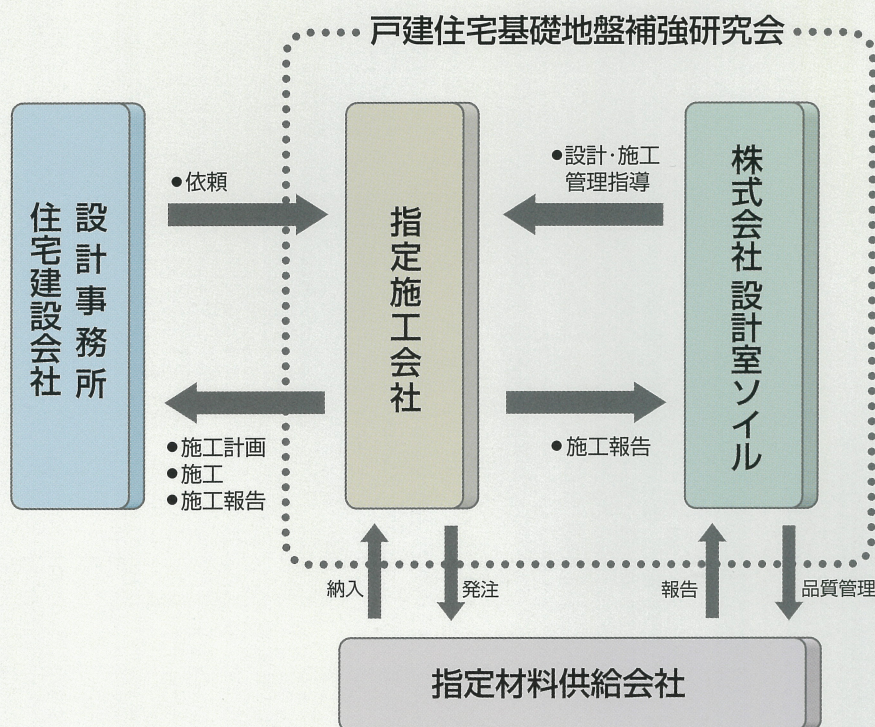 戸建住宅基礎地盤補強研究会
設計事務所
住宅建設会社
●依頼
●施工計画
●施工
●施工報告
指定施工会社
●設計・施工
管理指導
●施工報告
株式会社 設計室ソイル
納入
発注
報告
品質管理
指定材料供給会社